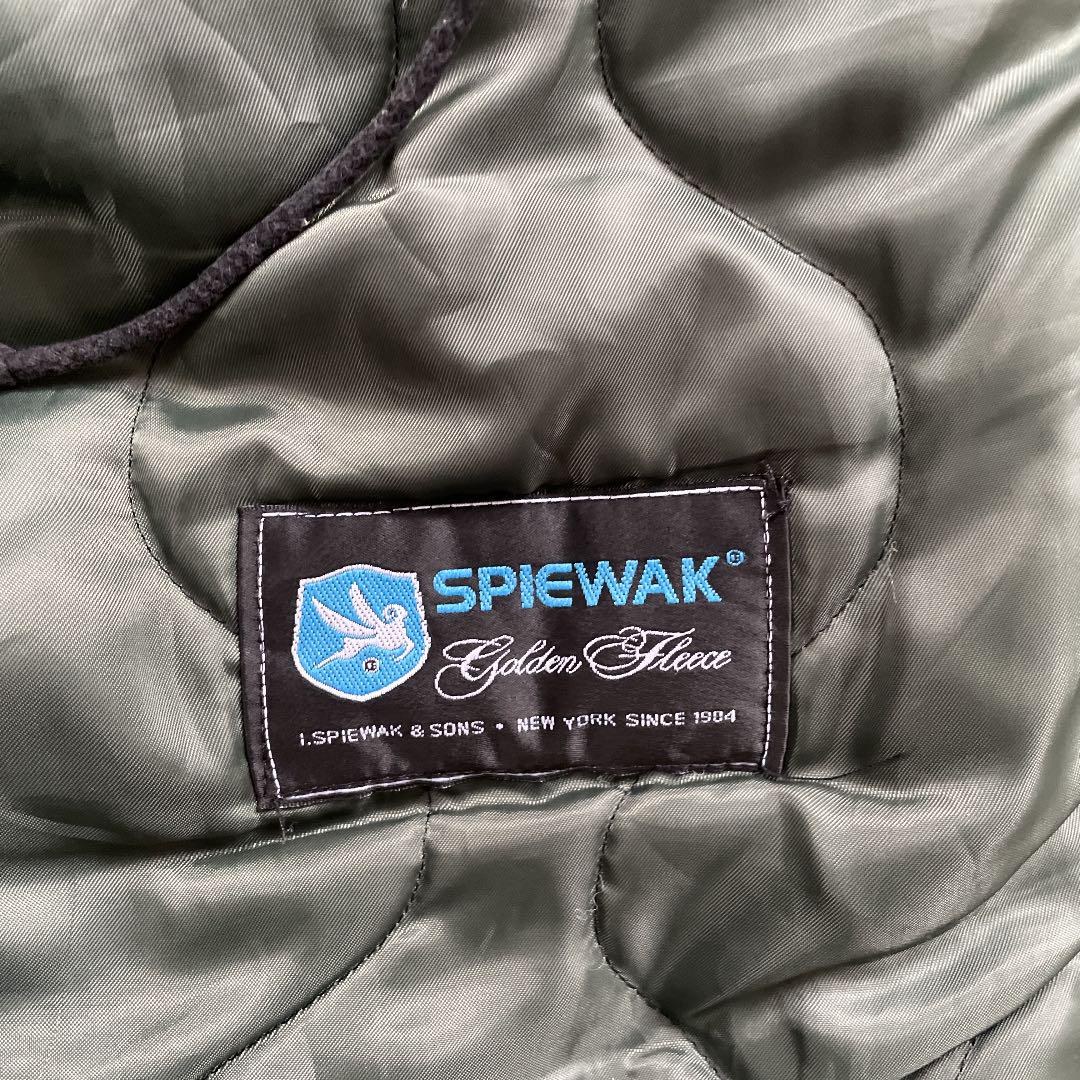 SPIEWAK®
Golden Fleece
I.SPIEWAK & SONS • NEW YORK SINCE 1904